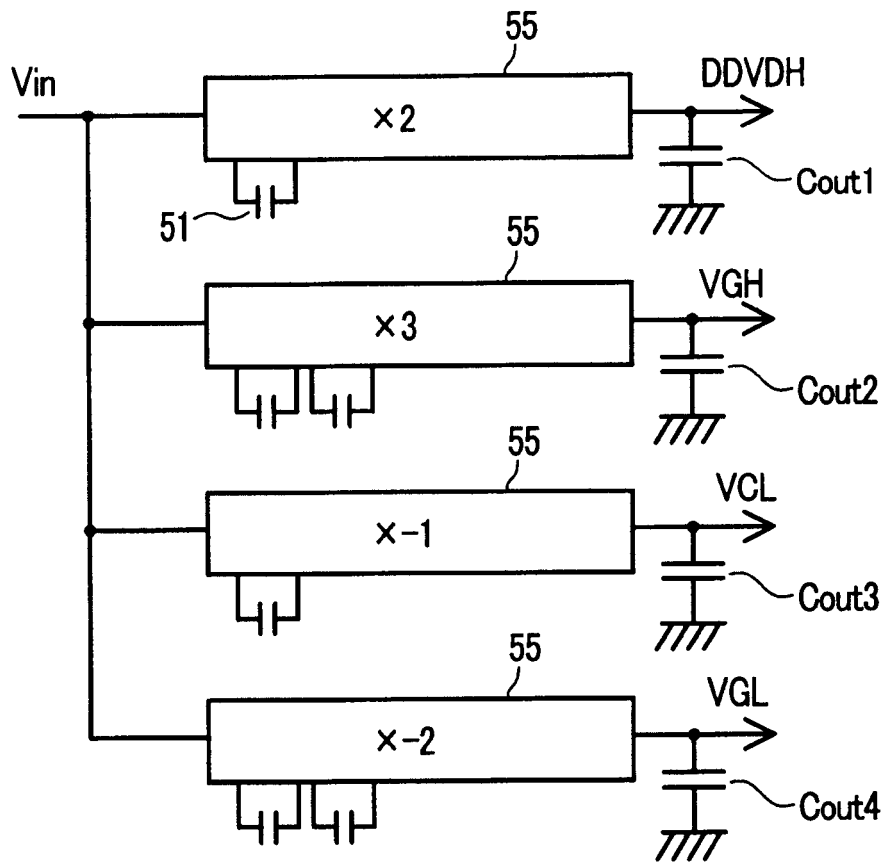 55
Vin
DDVDH
×2
51
Cout1
55
VGH
×3
Cout2
55
VCL
×-1
Cout3
55
VGL
×-2
Cout4